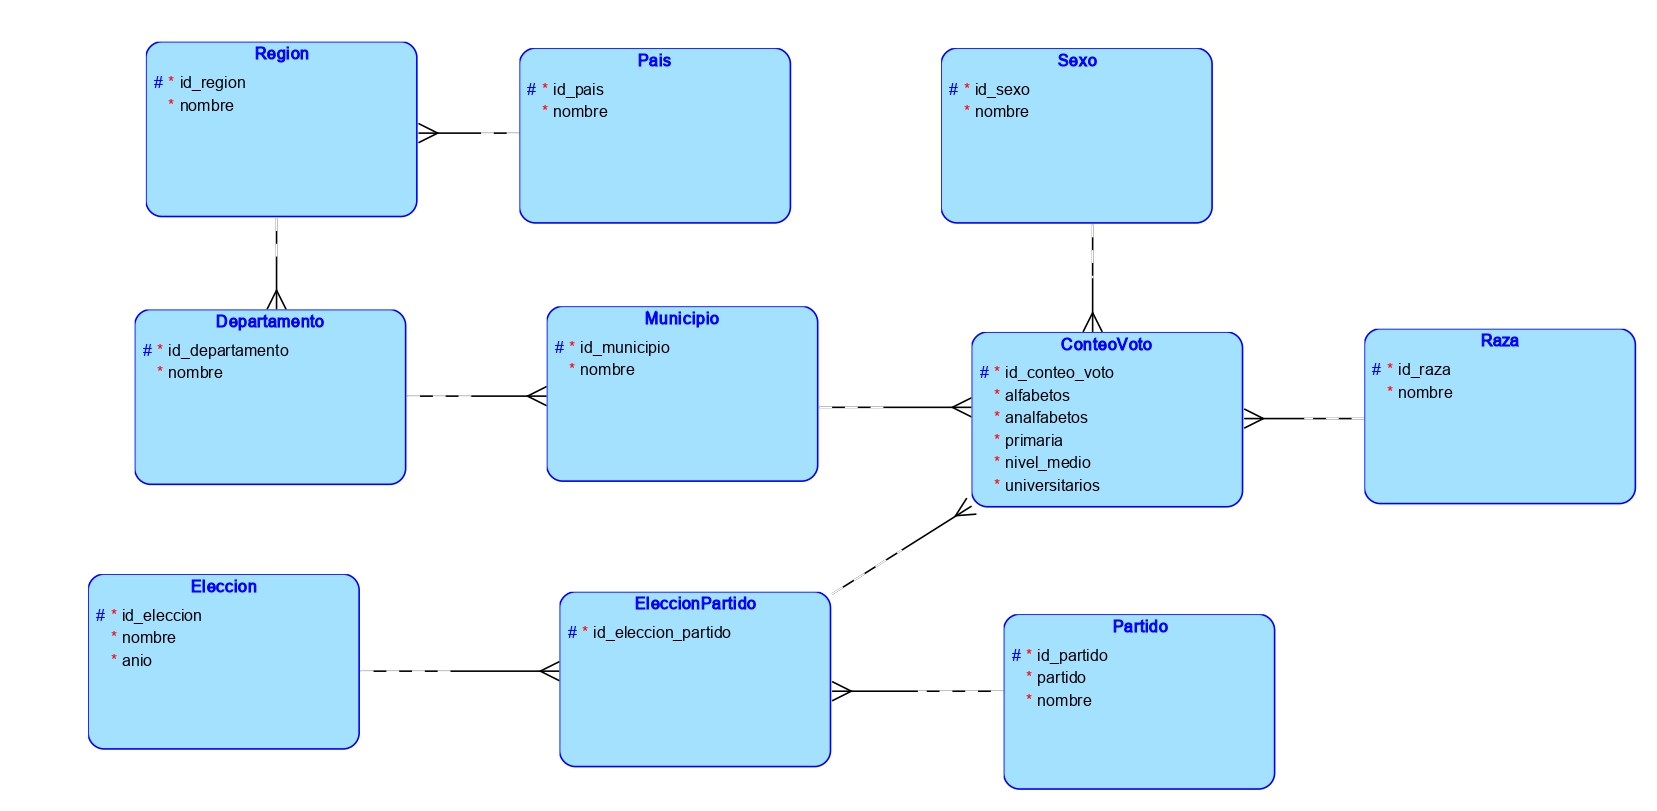 Region
# * id_region
* nombre
Pais
# * id_pais
* nombre
Sexo
# * id_sexo
* nombre
Departamento
# * id_departamento
* nombre
Municipio
# * id_municipio
* nombre
ConteoVoto
# * id_conteo_voto
* alfabetos
* analfabetos
* primaria
* nivel_medio
* universitarios
Raza
# * id_raza
* nombre
Eleccion
# * id_eleccion
* nombre
* anio
EleccionPartido
# * id_eleccion_partido
Partido
# * id_partido
* partido
* nombre